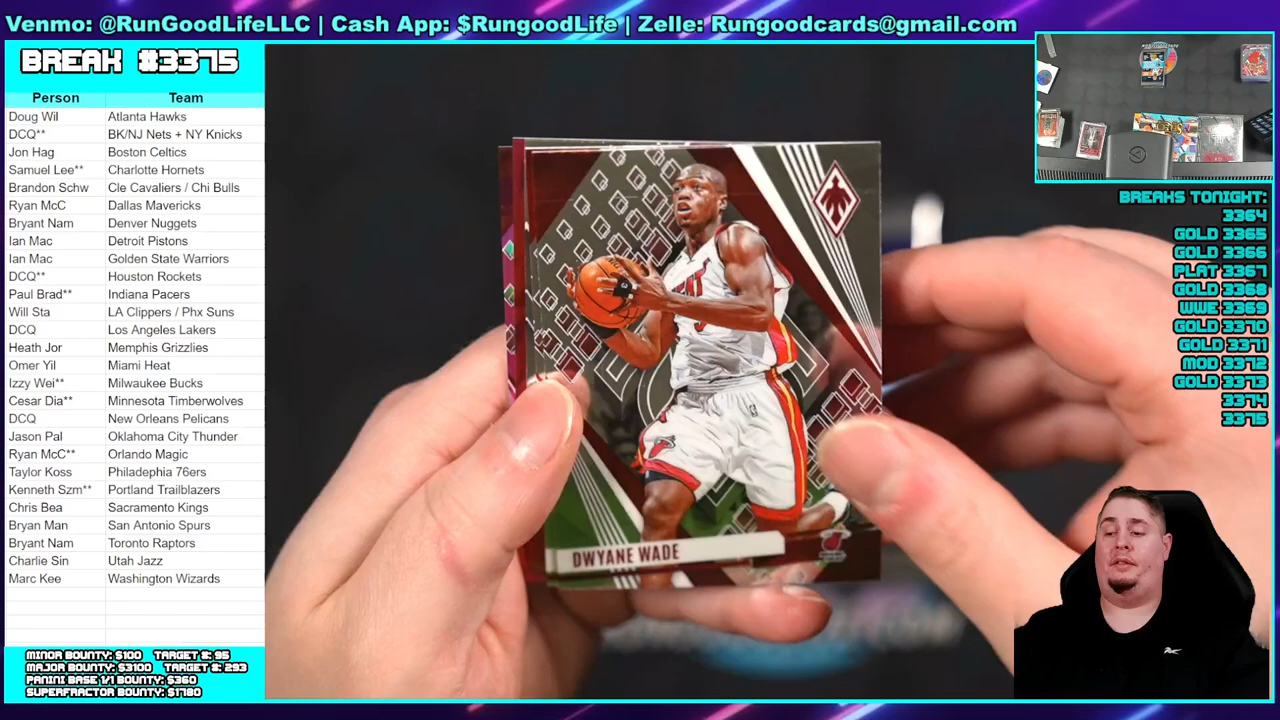 Venmo: @RunGoodLifeLLC | Cash App: $RungoodLife | Zelle: Rungoodcards@gmail.com
BREAK #3375
Person Team
Doug Wil Atlanta Hawks
DCQ** BK/NJ Nets + NY Knicks
Jon Hag Boston Celtics
Samuel Lee** Charlotte Hornets
Brandon Schw Cle Cavaliers / Chi Bulls
Ryan McC Dallas Mavericks
Bryant Nam Denver Nuggets
Ian Mac Detroit Pistons
Ian Mac Golden State Warriors
DCQ** Houston Rockets
Paul Brad** Indiana Pacers
Will Sta LA Clippers / Phx Suns
DCQ Los Angeles Lakers
Heath Jor Memphis Grizzlies
Omer Yil Miami Heat
Izzy Wei** Milwaukee Bucks
Cesar Dia** Minnesota Timberwolves
DCQ New Orleans Pelicans
Jason Pal Oklahoma City Thunder
Ryan McC** Orlando Magic
Taylor Koss Philadephia 76ers
Kenneth Szm** Portland Trailblazers
Chris Bea Sacramento Kings
Bryan Man San Antonio Spurs
Bryant Nam Toronto Raptors
Charlie Sin Utah Jazz
Marc Kee Washington Wizards
MINOR BOUNTY: $100 TARGET #: 95
MAJOR BOUNTY: $3100 TARGET #: 293
PANINI BASE 1/1 BOUNTY: $360
SUPERFRACTOR BOUNTY: $1780
DWYANE WADE
BREAKS TONIGHT:
3364
GOLD 3365
GOLD 3366
PLAT 3367
GOLD 3368
WWE 3369
GOLD 3370
GOLD 3371
MOD 3372
GOLD 3373
3374
3375